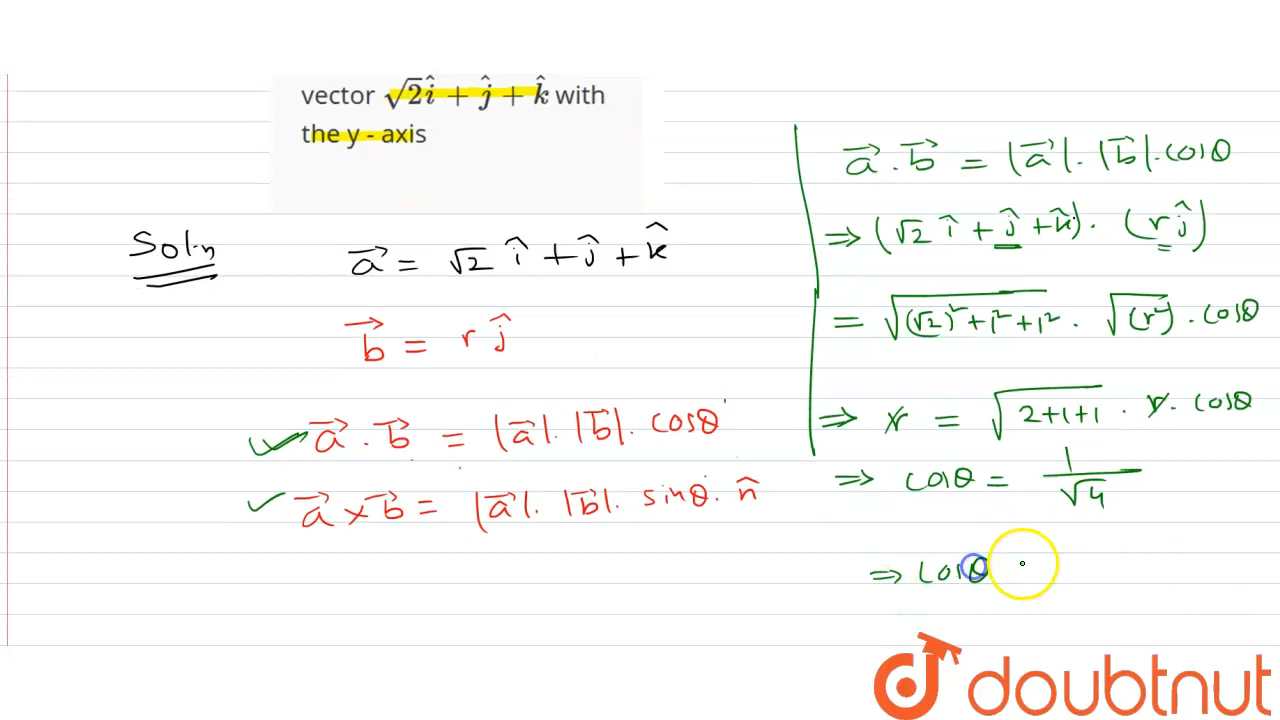 vector √2î + ĵ + k̂ with
the y - axis
Sol.n
a⃗ = √2 î + ĵ + k̂
b⃗ = r ĵ
a⃗ . b⃗ = |a⃗|. |b⃗|. cosθ
a⃗ × b⃗ = |a⃗|. |b⃗|. sinθ. n̂
a⃗ . b⃗ = |a⃗|. |b⃗|. cosθ
⇒ (√2 î + ĵ + k̂). (r ĵ)
= √((√2)² + 1² + 1²) . √(r²) . cosθ
⇒ r = √(2+1+1) . r. cosθ
⇒ cosθ = 1/√4
⇒ cosθ
doubtnut